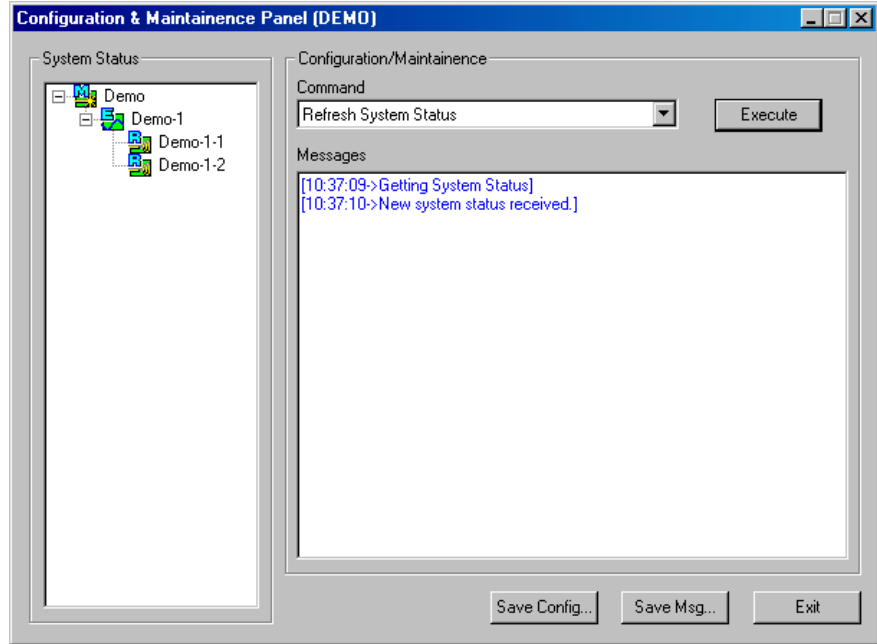 Configuration & Maintainence Panel (DEMO)
System Status
Demo
Demo-1
Demo-1-1
Demo-1-2
Configuration/Maintainence
Command
Refresh System Status
Execute
Messages
[10:37:09->Getting System Status]
[10:37:10->New system status received.]
Save Config...
Save Msg...
Exit